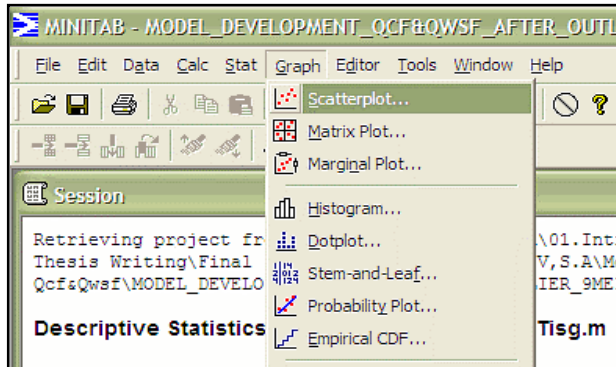 MINITAB - MODEL_DEVELOPMENT_QCF&QWSF_AFTER_OUTL
File Edit Data Calc Stat Graph Editor Tools Window Help
Scatterplot...
Matrix Plot...
Marginal Plot...
Histogram...
Dotplot...
Stem-and-Leaf...
Probability Plot...
Empirical CDF...
Session
Retrieving project fr \01.Int
Thesis Writing\Final V,S.A\M
Qcf&Qwsf\MODEL_DEVELO IER_9ME
Descriptive Statistics Tisg.m